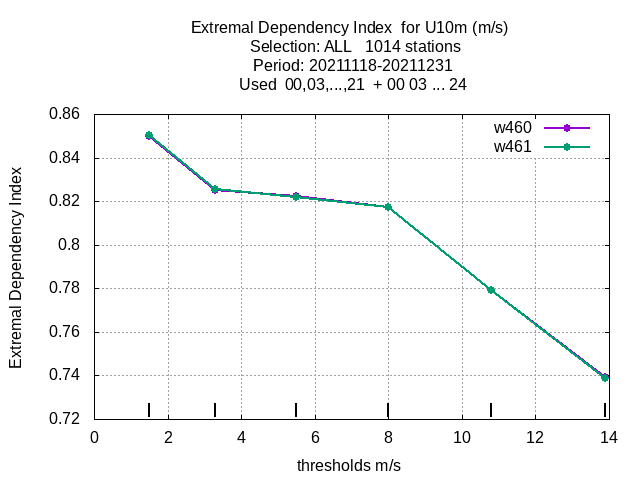 Extremal Dependency Index  for U10m (m/s)
Selection: ALL   1014 stations
Period: 20211118-20211231
Used  00,03,...,21  + 00 03 ... 24
w460
w461
Extremal Dependency Index
0.86
0.84
0.82
0.8
0.78
0.76
0.74
0.72
0 2 4 6 8 10 12 14
thresholds m/s